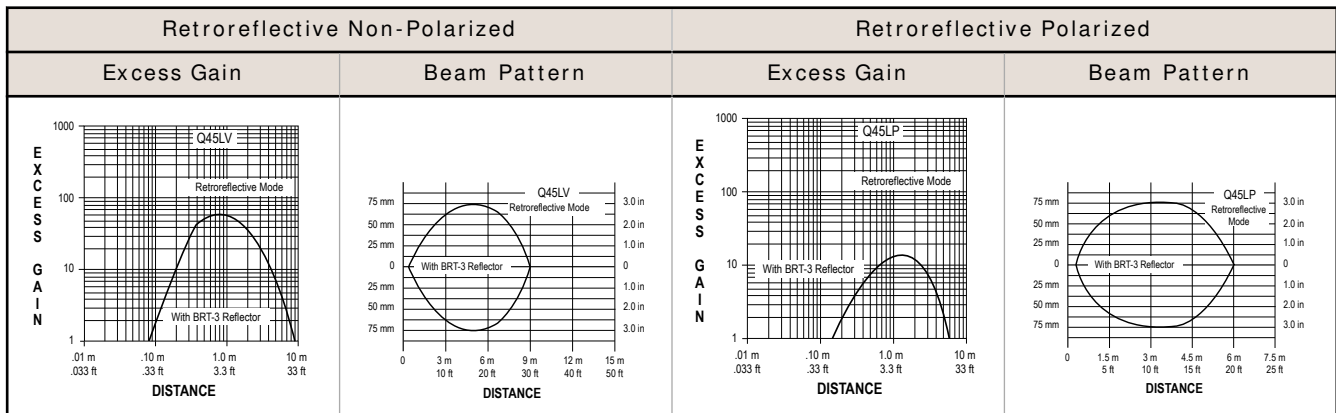 Retroreflective Non-Polarized
Retroreflective Polarized
Excess Gain
Beam Pattern
Excess Gain
Beam Pattern
EXCESS GAIN
1000
100
10
1
Q45LV
Retroreflective Mode
With BRT-3 Reflector
.01 m .10 m 1.0 m 10 m
.033 ft .33 ft 3.3 ft 33 ft
DISTANCE
75 mm
50 mm
25 mm
0
25 mm
50 mm
75 mm
Q45LV
Retroreflective Mode
With BRT-3 Reflector
3.0 in
2.0 in
1.0 in
0
1.0 in
2.0 in
3.0 in
0 3 m 6 m 9 m 12 m 15 m
10 ft 20 ft 30 ft 40 ft 50 ft
DISTANCE
EXCESS GAIN
1000
100
10
1
Q45LP
Retroreflective Mode
With BRT-3 Reflector
.01 m .10 m 1.0 m 10 m
.033 ft .33 ft 3.3 ft 33 ft
DISTANCE
75 mm
50 mm
25 mm
0
25 mm
50 mm
75 mm
Q45LP
Retroreflective
Mode
With BRT-3 Reflector
3.0 in
2.0 in
1.0 in
0
1.0 in
2.0 in
3.0 in
0 1.5 m 3 m 4.5 m 6 m 7.5 m
5 ft 10 ft 15 ft 20 ft 25 ft
DISTANCE